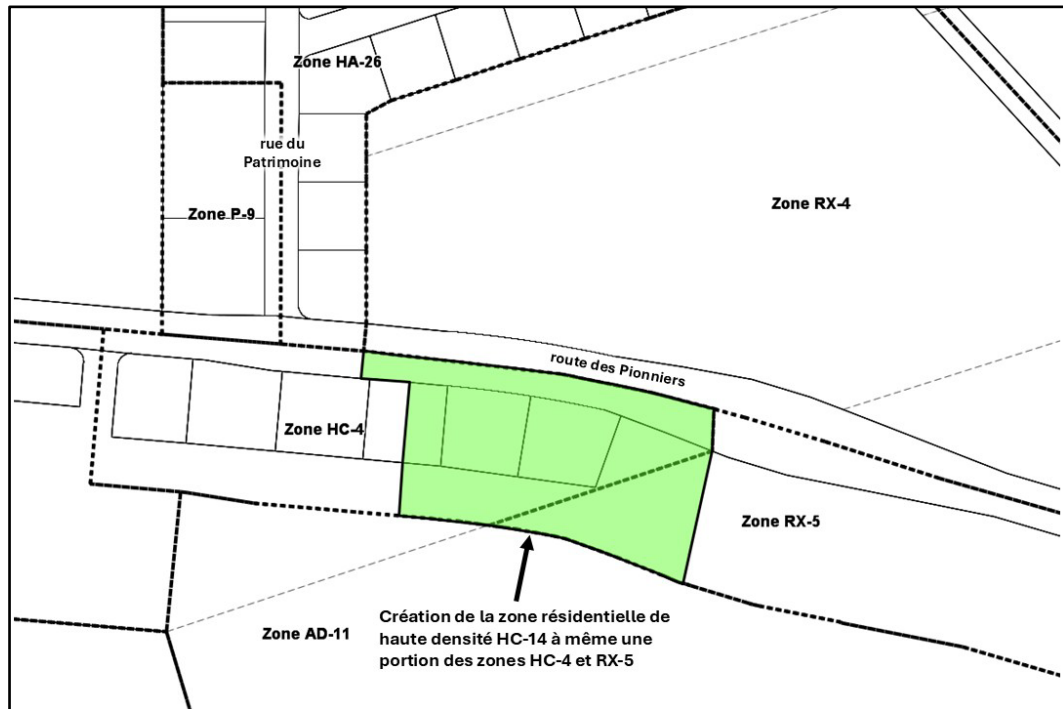 Zone HA-26
rue du
Patrimoine
Zone P-9
Zone RX-4
route des Pionniers
Zone HC-4
Zone RX-5
Zone AD-11
Création de la zone résidentielle de
haute densité HC-14 à même une
portion des zones HC-4 et RX-5